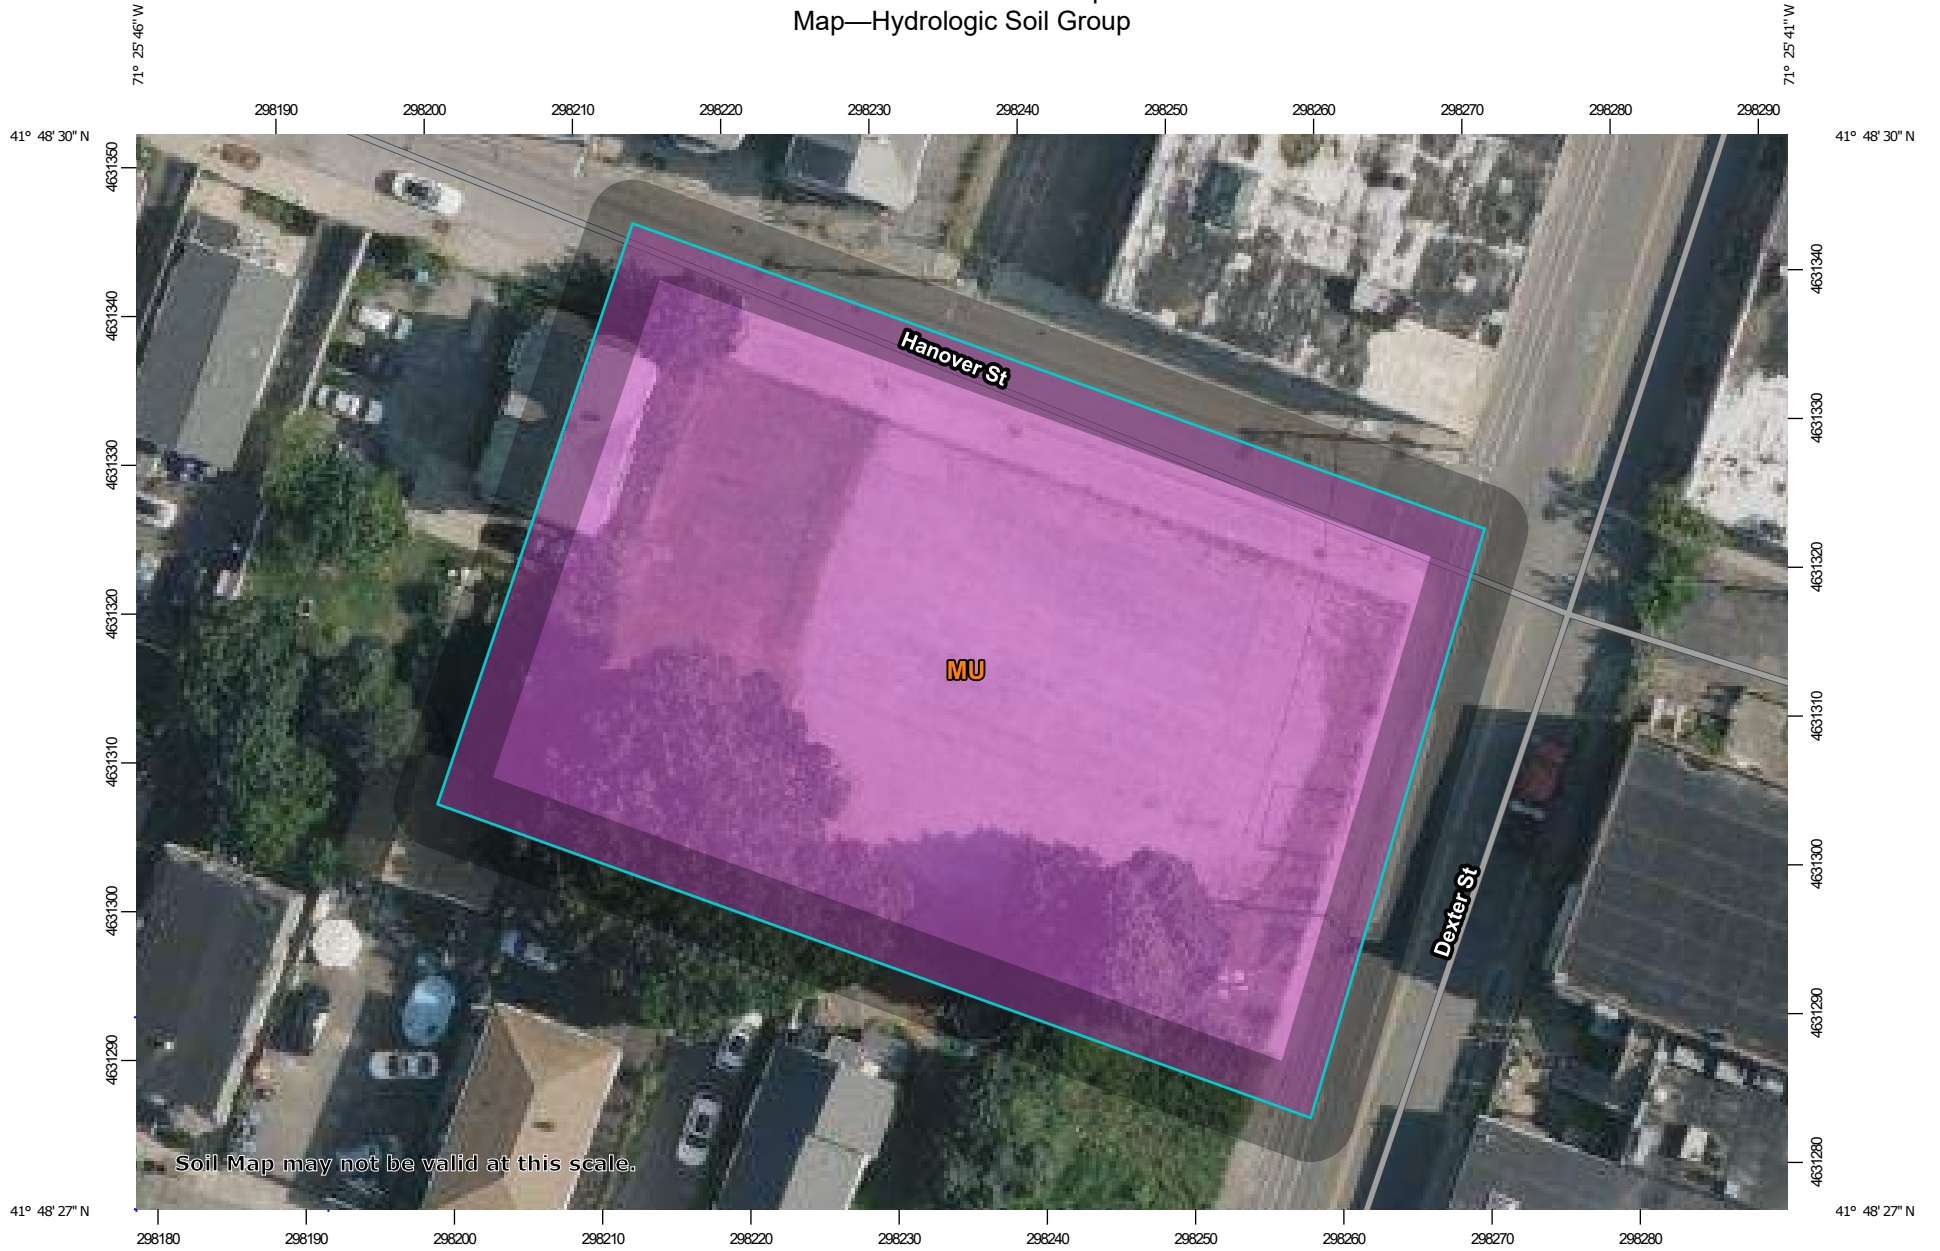 Map—Hydrologic Soil Group
71° 25' 46'' W
71° 25' 41'' W
298190 298200 298210 298220 298230 298240 298250 298260 298270 298280 298290
41° 48' 30'' N
41° 48' 30'' N
4631350
4631340
4631330
4631320
4631310
4631300
4631290
4631340
4631330
4631320
4631310
4631300
4631290
4631280
Hanover St
MU
Dexter St
Soil Map may not be valid at this scale.
41° 48' 27'' N
41° 48' 27'' N
298180 298190 298200 298210 298220 298230 298240 298250 298260 298270 298280